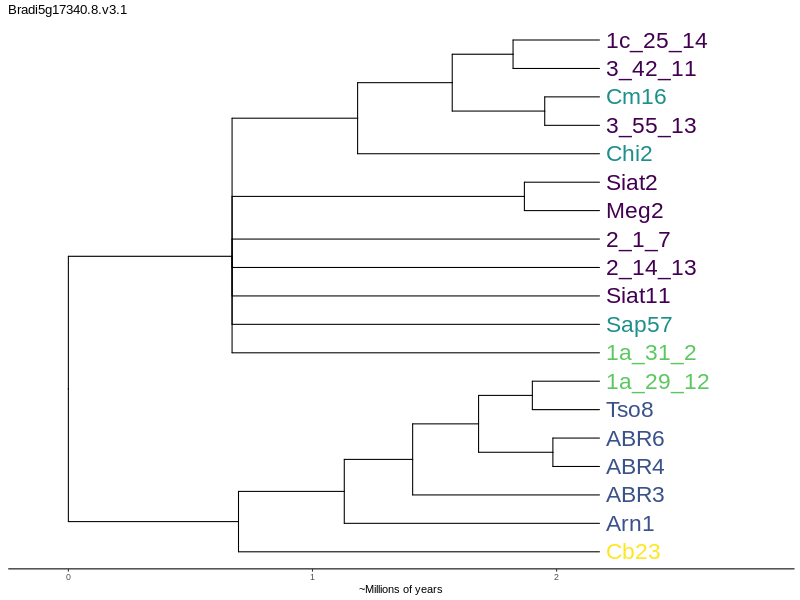 Bradi5g17340.8.v3.1
1c_25_14
3_42_11
Cm16
3_55_13
Chi2
Siat2
Meg2
2_1_7
2_14_13
Siat11
Sap57
1a_31_2
1a_29_12
Tso8
ABR6
ABR4
ABR3
Arn1
Cb23
0 1 2
~Millions of years